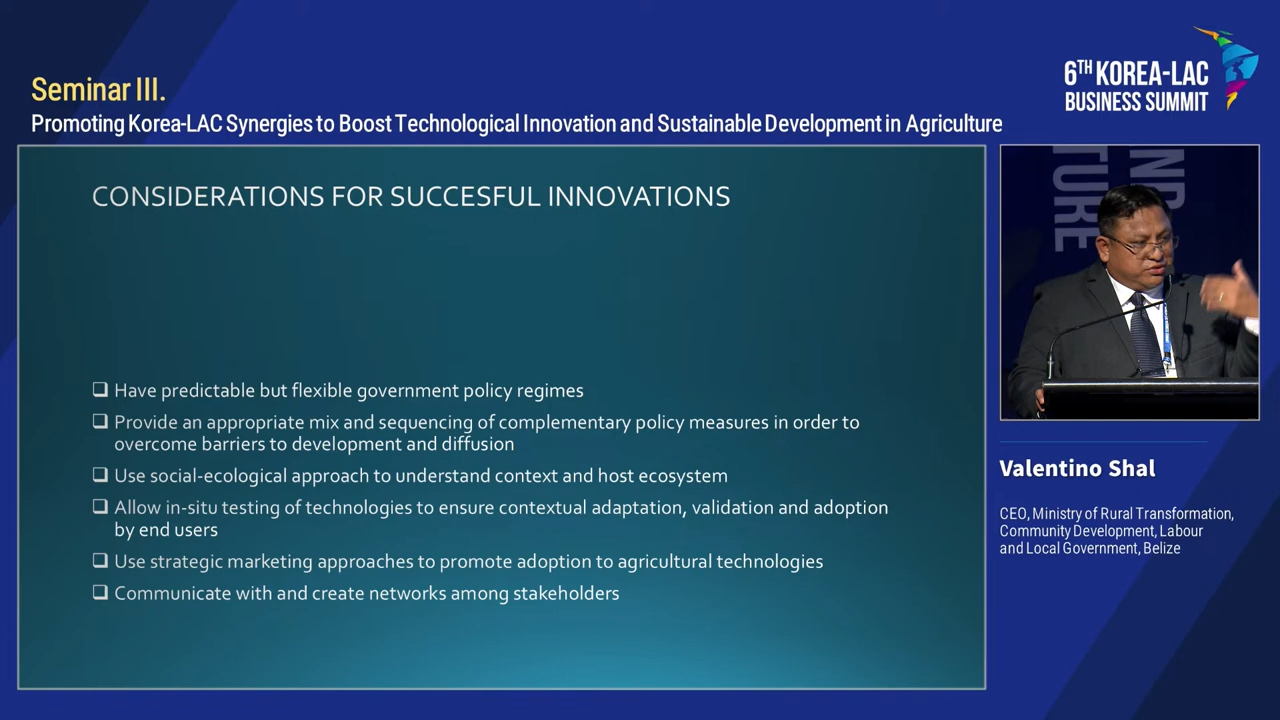 Seminar III.
Promoting Korea-LAC Synergies to Boost Technological Innovation and Sustainable Development in Agriculture
6TH KOREA-LAC
BUSINESS SUMMIT
CONSIDERATIONS FOR SUCCESFUL INNOVATIONS
❑ Have predictable but flexible government policy regimes
❑ Provide an appropriate mix and sequencing of complementary policy measures in order to
overcome barriers to development and diffusion
❑ Use social-ecological approach to understand context and host ecosystem
❑ Allow in-situ testing of technologies to ensure contextual adaptation, validation and adoption
by end users
❑ Use strategic marketing approaches to promote adoption to agricultural technologies
❑ Communicate with and create networks among stakeholders
ND
TURE
Valentino Shal
CEO, Ministry of Rural Transformation,
Community Development, Labour
and Local Government, Belize